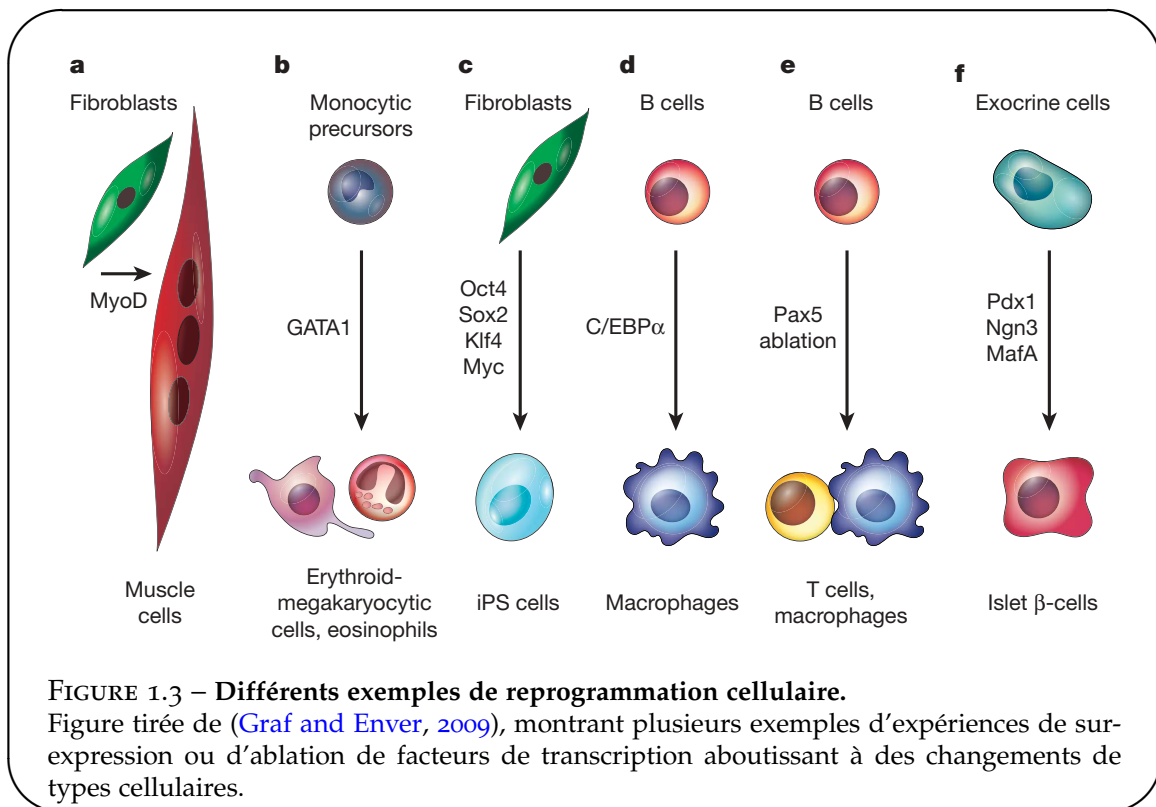 a
Fibroblasts
MyoD
Muscle
cells
b
Monocytic
precursors
GATA1
Erythroid-
megakaryocytic
cells, eosinophils
c
Fibroblasts
Oct4
Sox2
Klf4
Myc
iPS cells
d
B cells
C/EBPα
Macrophages
e
B cells
Pax5
ablation
T cells,
macrophages
f
Exocrine cells
Pdx1
Ngn3
MafA
Islet β-cells
FIGURE 1.3 – Différents exemples de reprogrammation cellulaire.
Figure tirée de (Graf and Enver, 2009), montrant plusieurs exemples d'expériences de sur-
expression ou d'ablation de facteurs de transcription aboutissant à des changements de
types cellulaires.